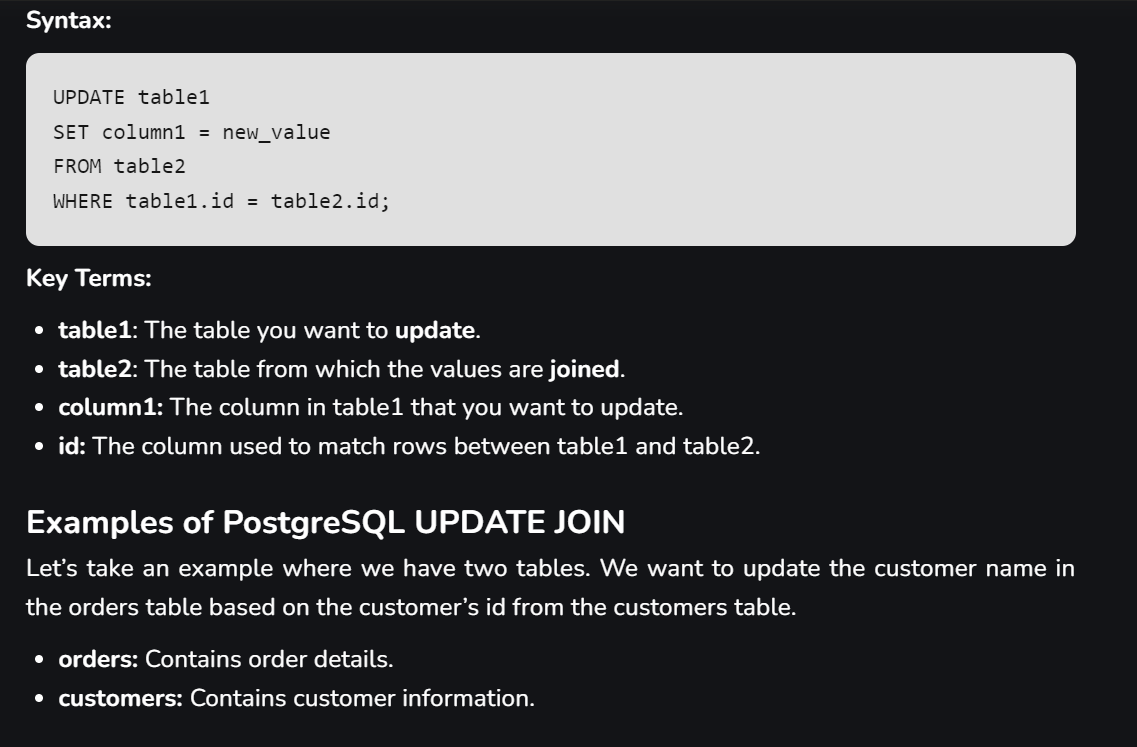 Syntax:
UPDATE table1
SET column1 = new_value
FROM table2
WHERE table1.id = table2.id;
Key Terms:
• table1: The table you want to update.
• table2: The table from which the values are joined.
• column1: The column in table1 that you want to update.
• id: The column used to match rows between table1 and table2.
Examples of PostgreSQL UPDATE JOIN
Let’s take an example where we have two tables. We want to update the customer name in
the orders table based on the customer’s id from the customers table.
• orders: Contains order details.
• customers: Contains customer information.